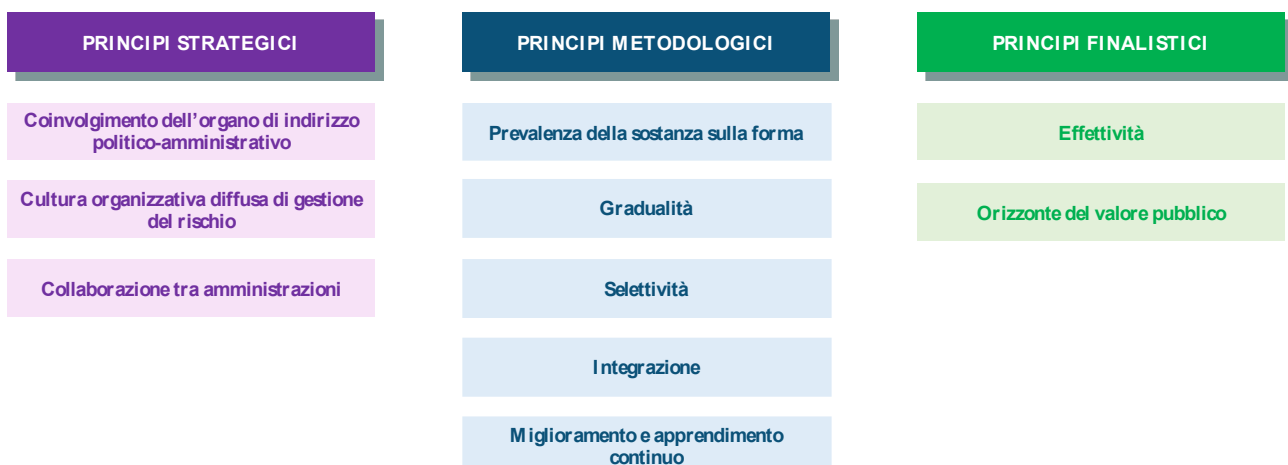 PRINCIPI STRATEGICI
Coinvolgimento dell'organo di indirizzo
politico-amministrativo
Cultura organizzativa diffusa di gestione
del rischio
Collaborazione tra amministrazioni
PRINCIPI METODOLOGICI
Prevalenza della sostanza sulla forma
Gradualità
Selettività
Integrazione
Miglioramento e apprendimento
continuo
PRINCIPI FINALISTICI
Effettività
Orizzonte del valore pubblico